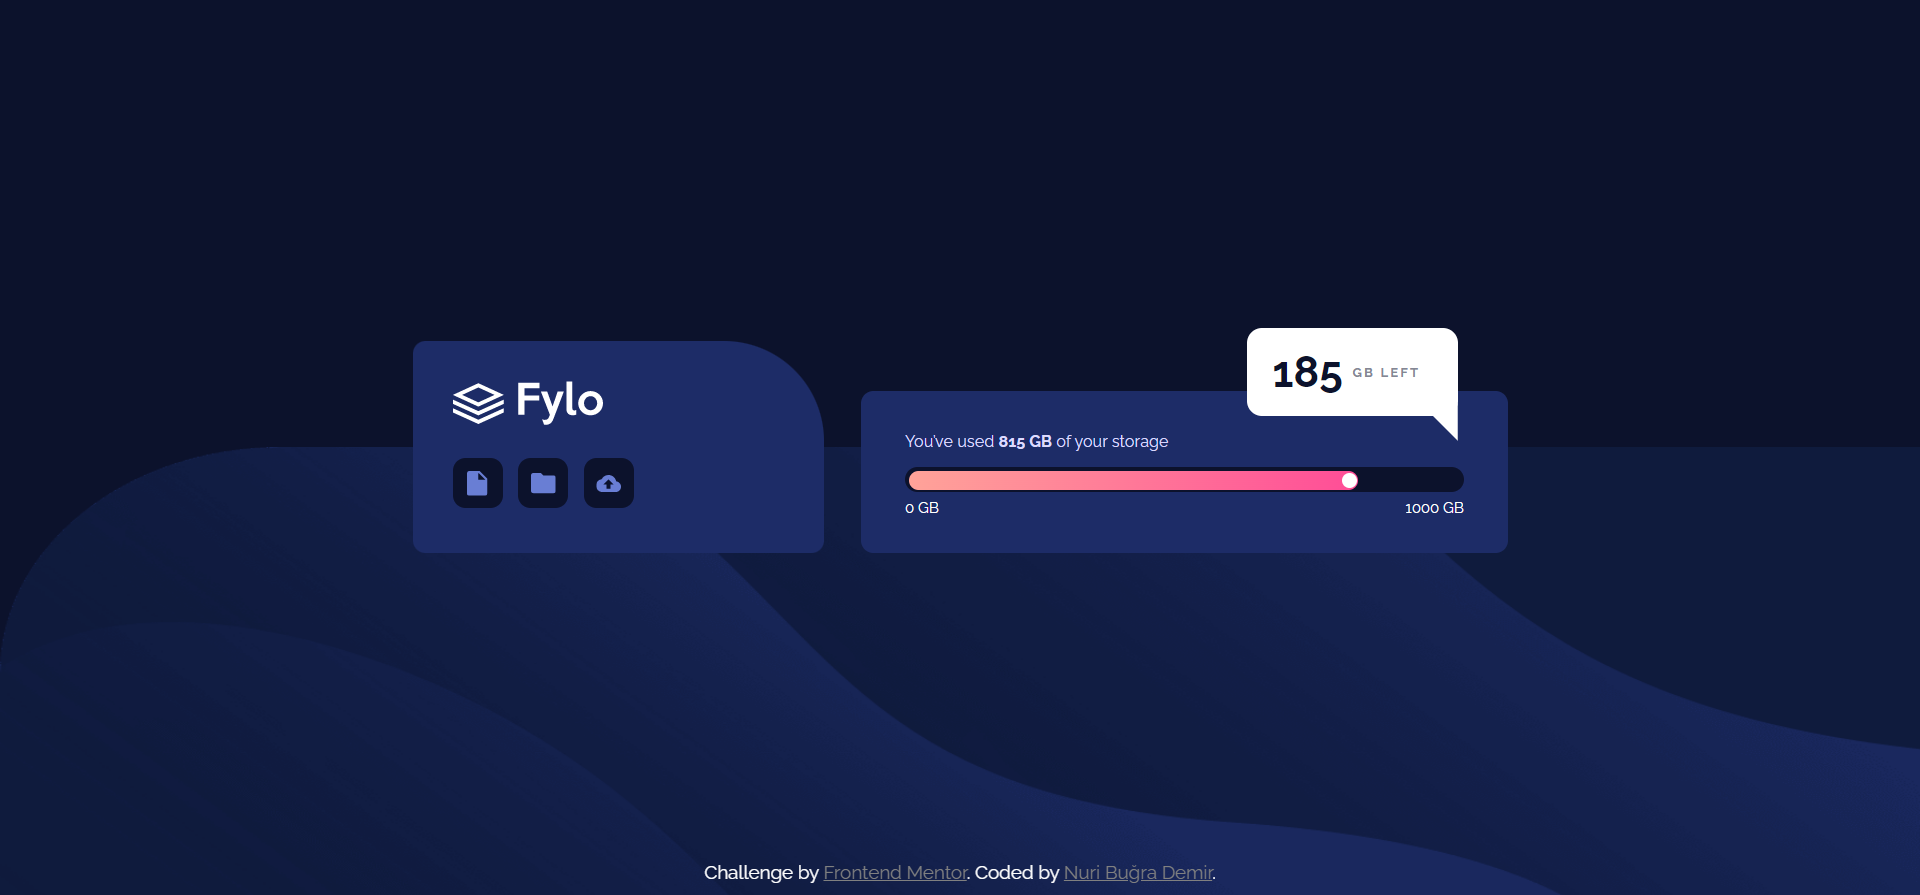 Fylo
185 GB LEFT
You've used 815 GB of your storage
0 GB 1000 GB
Challenge by Frontend Mentor. Coded by Nuri Buğra Demir.